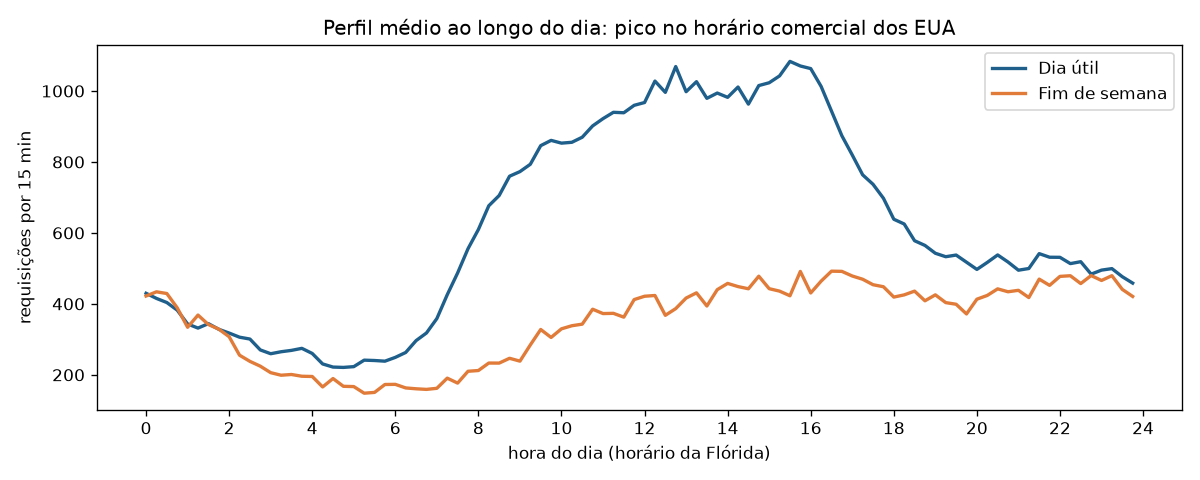 Perfil médio ao longo do dia: pico no horário comercial dos EUA
Dia útil
Fim de semana
requisições por 15 min
1000
800
600
400
200
0 2 4 6 8 10 12 14 16 18 20 22 24
hora do dia (horário da Flórida)